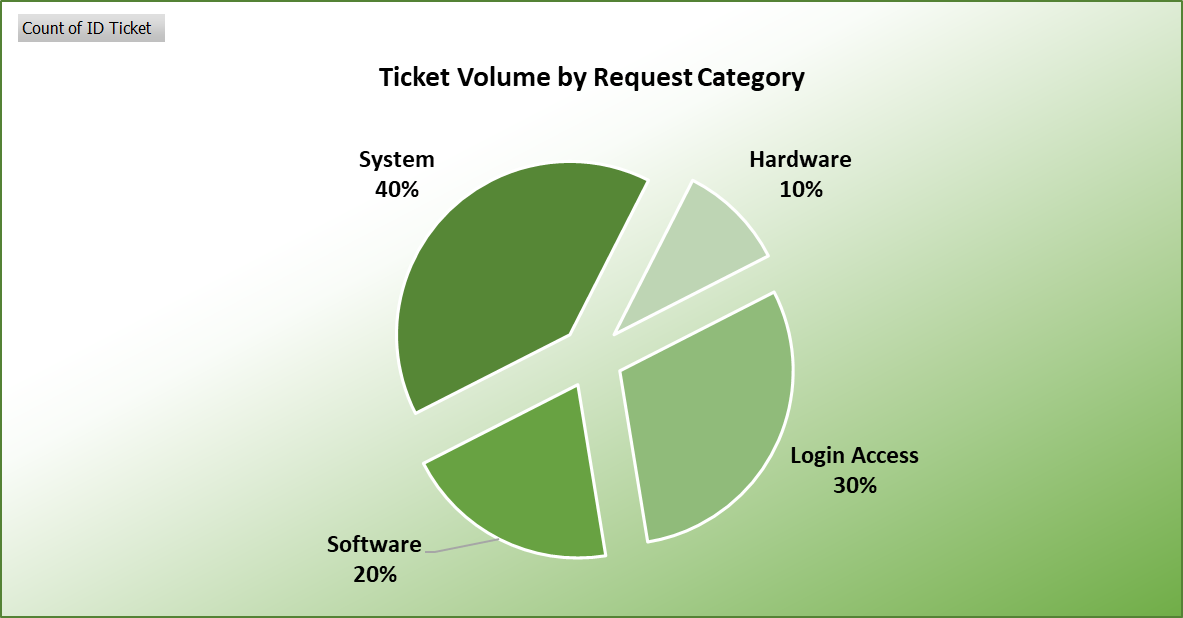 Count of ID Ticket
Ticket Volume by Request Category
System
40%
Hardware
10%
Login Access
30%
Software
20%